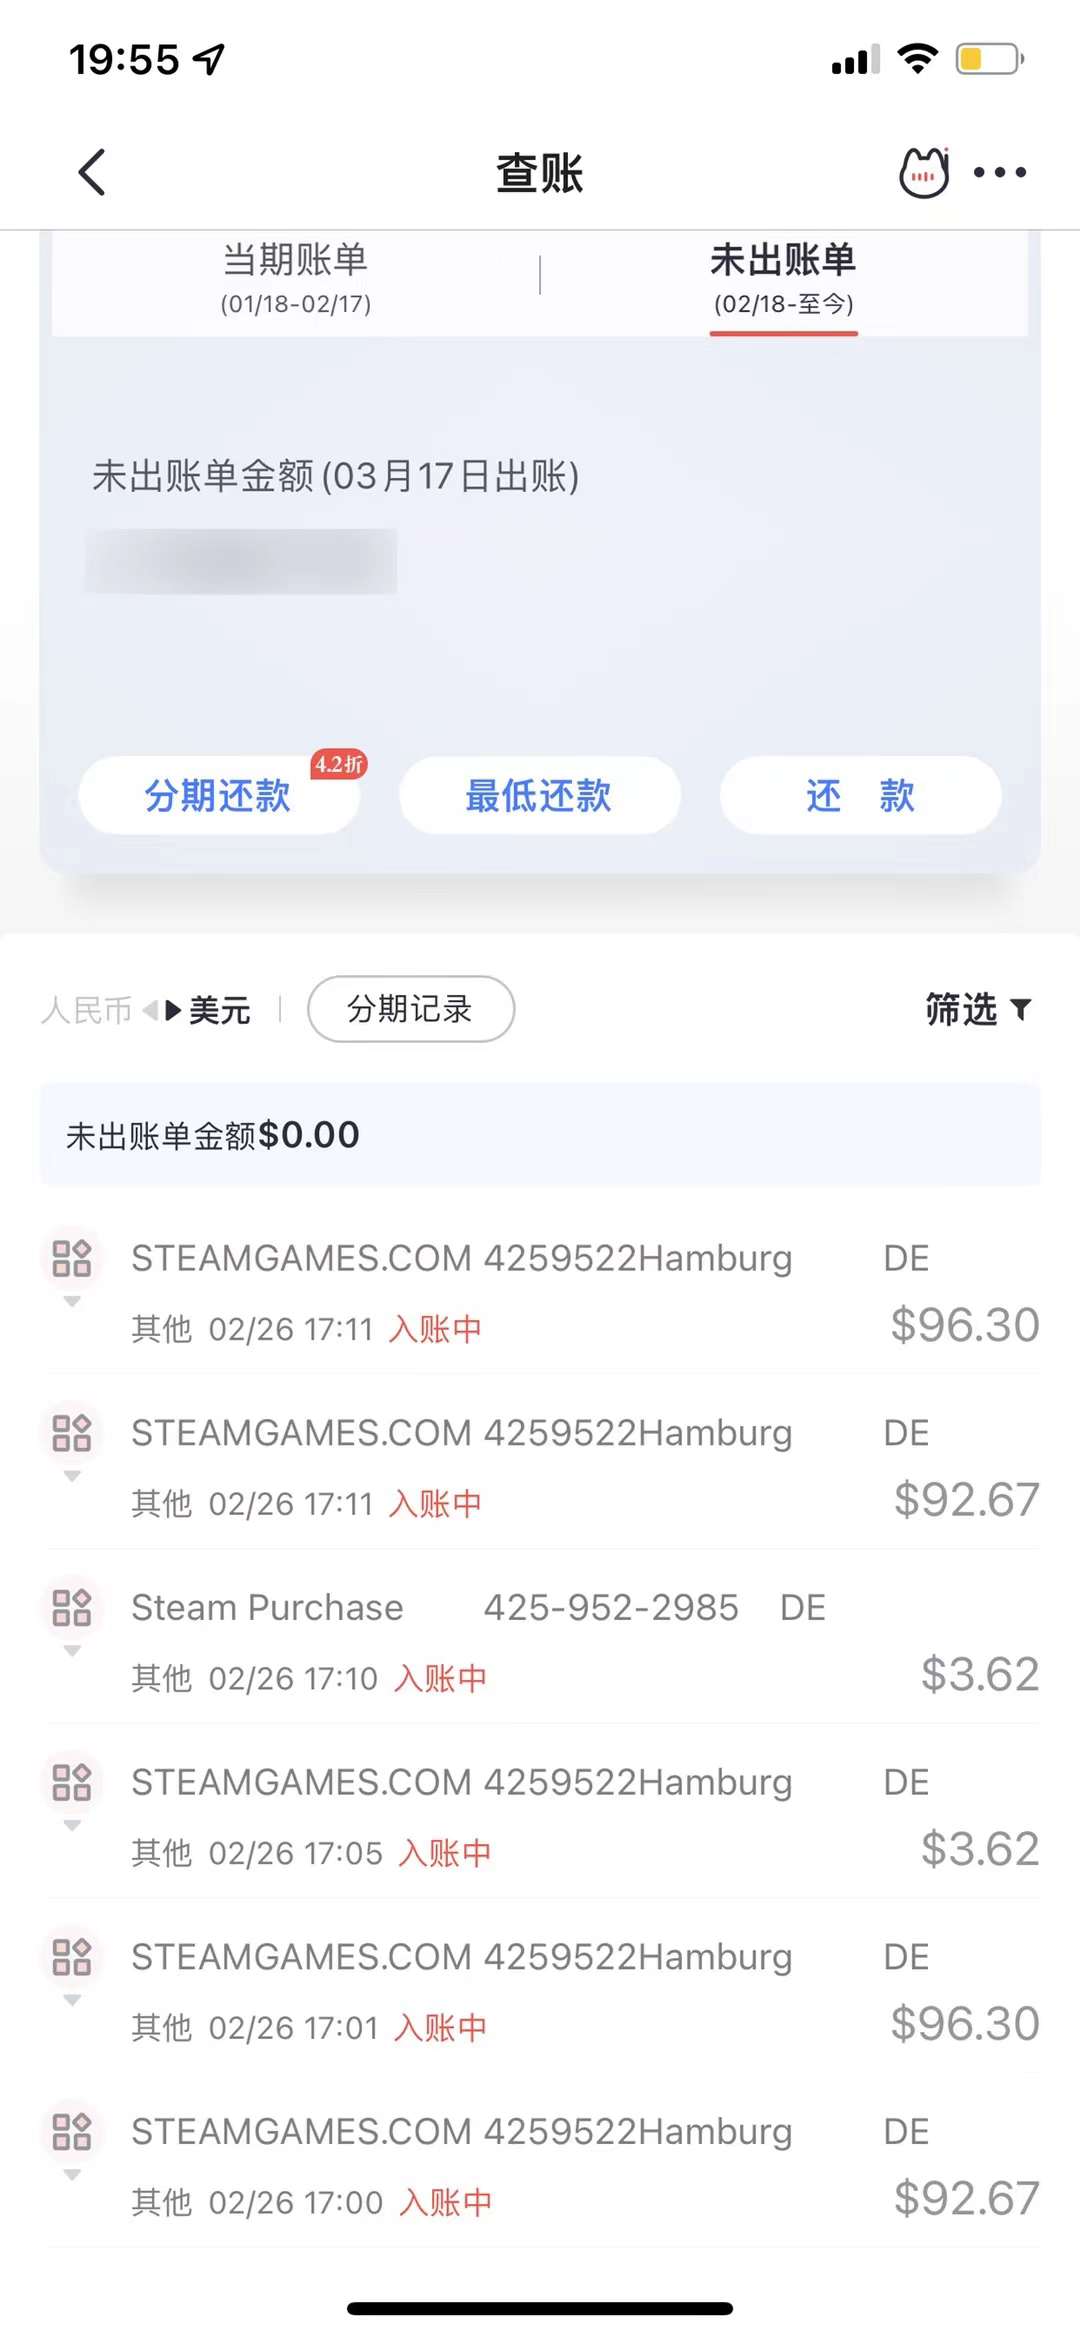 19:55
查账
当期账单
未出账单
(01/18-02/17)
(02/18-至今)
未出账单金额(03月17日出账)
4.2折
分期还款
最低还款
还 款
人民币 美元
分期记录
筛选
未出账单金额$0.00
STEAMGAMES.COM 4259522Hamburg DE
其他 02/26 17:11 入账中 $96.30
STEAMGAMES.COM 4259522Hamburg DE
其他 02/26 17:11 入账中 $92.67
Steam Purchase 425-952-2985 DE
其他 02/26 17:10 入账中 $3.62
STEAMGAMES.COM 4259522Hamburg DE
其他 02/26 17:05 入账中 $3.62
STEAMGAMES.COM 4259522Hamburg DE
其他 02/26 17:01 入账中 $96.30
STEAMGAMES.COM 4259522Hamburg DE
其他 02/26 17:00 入账中 $92.67